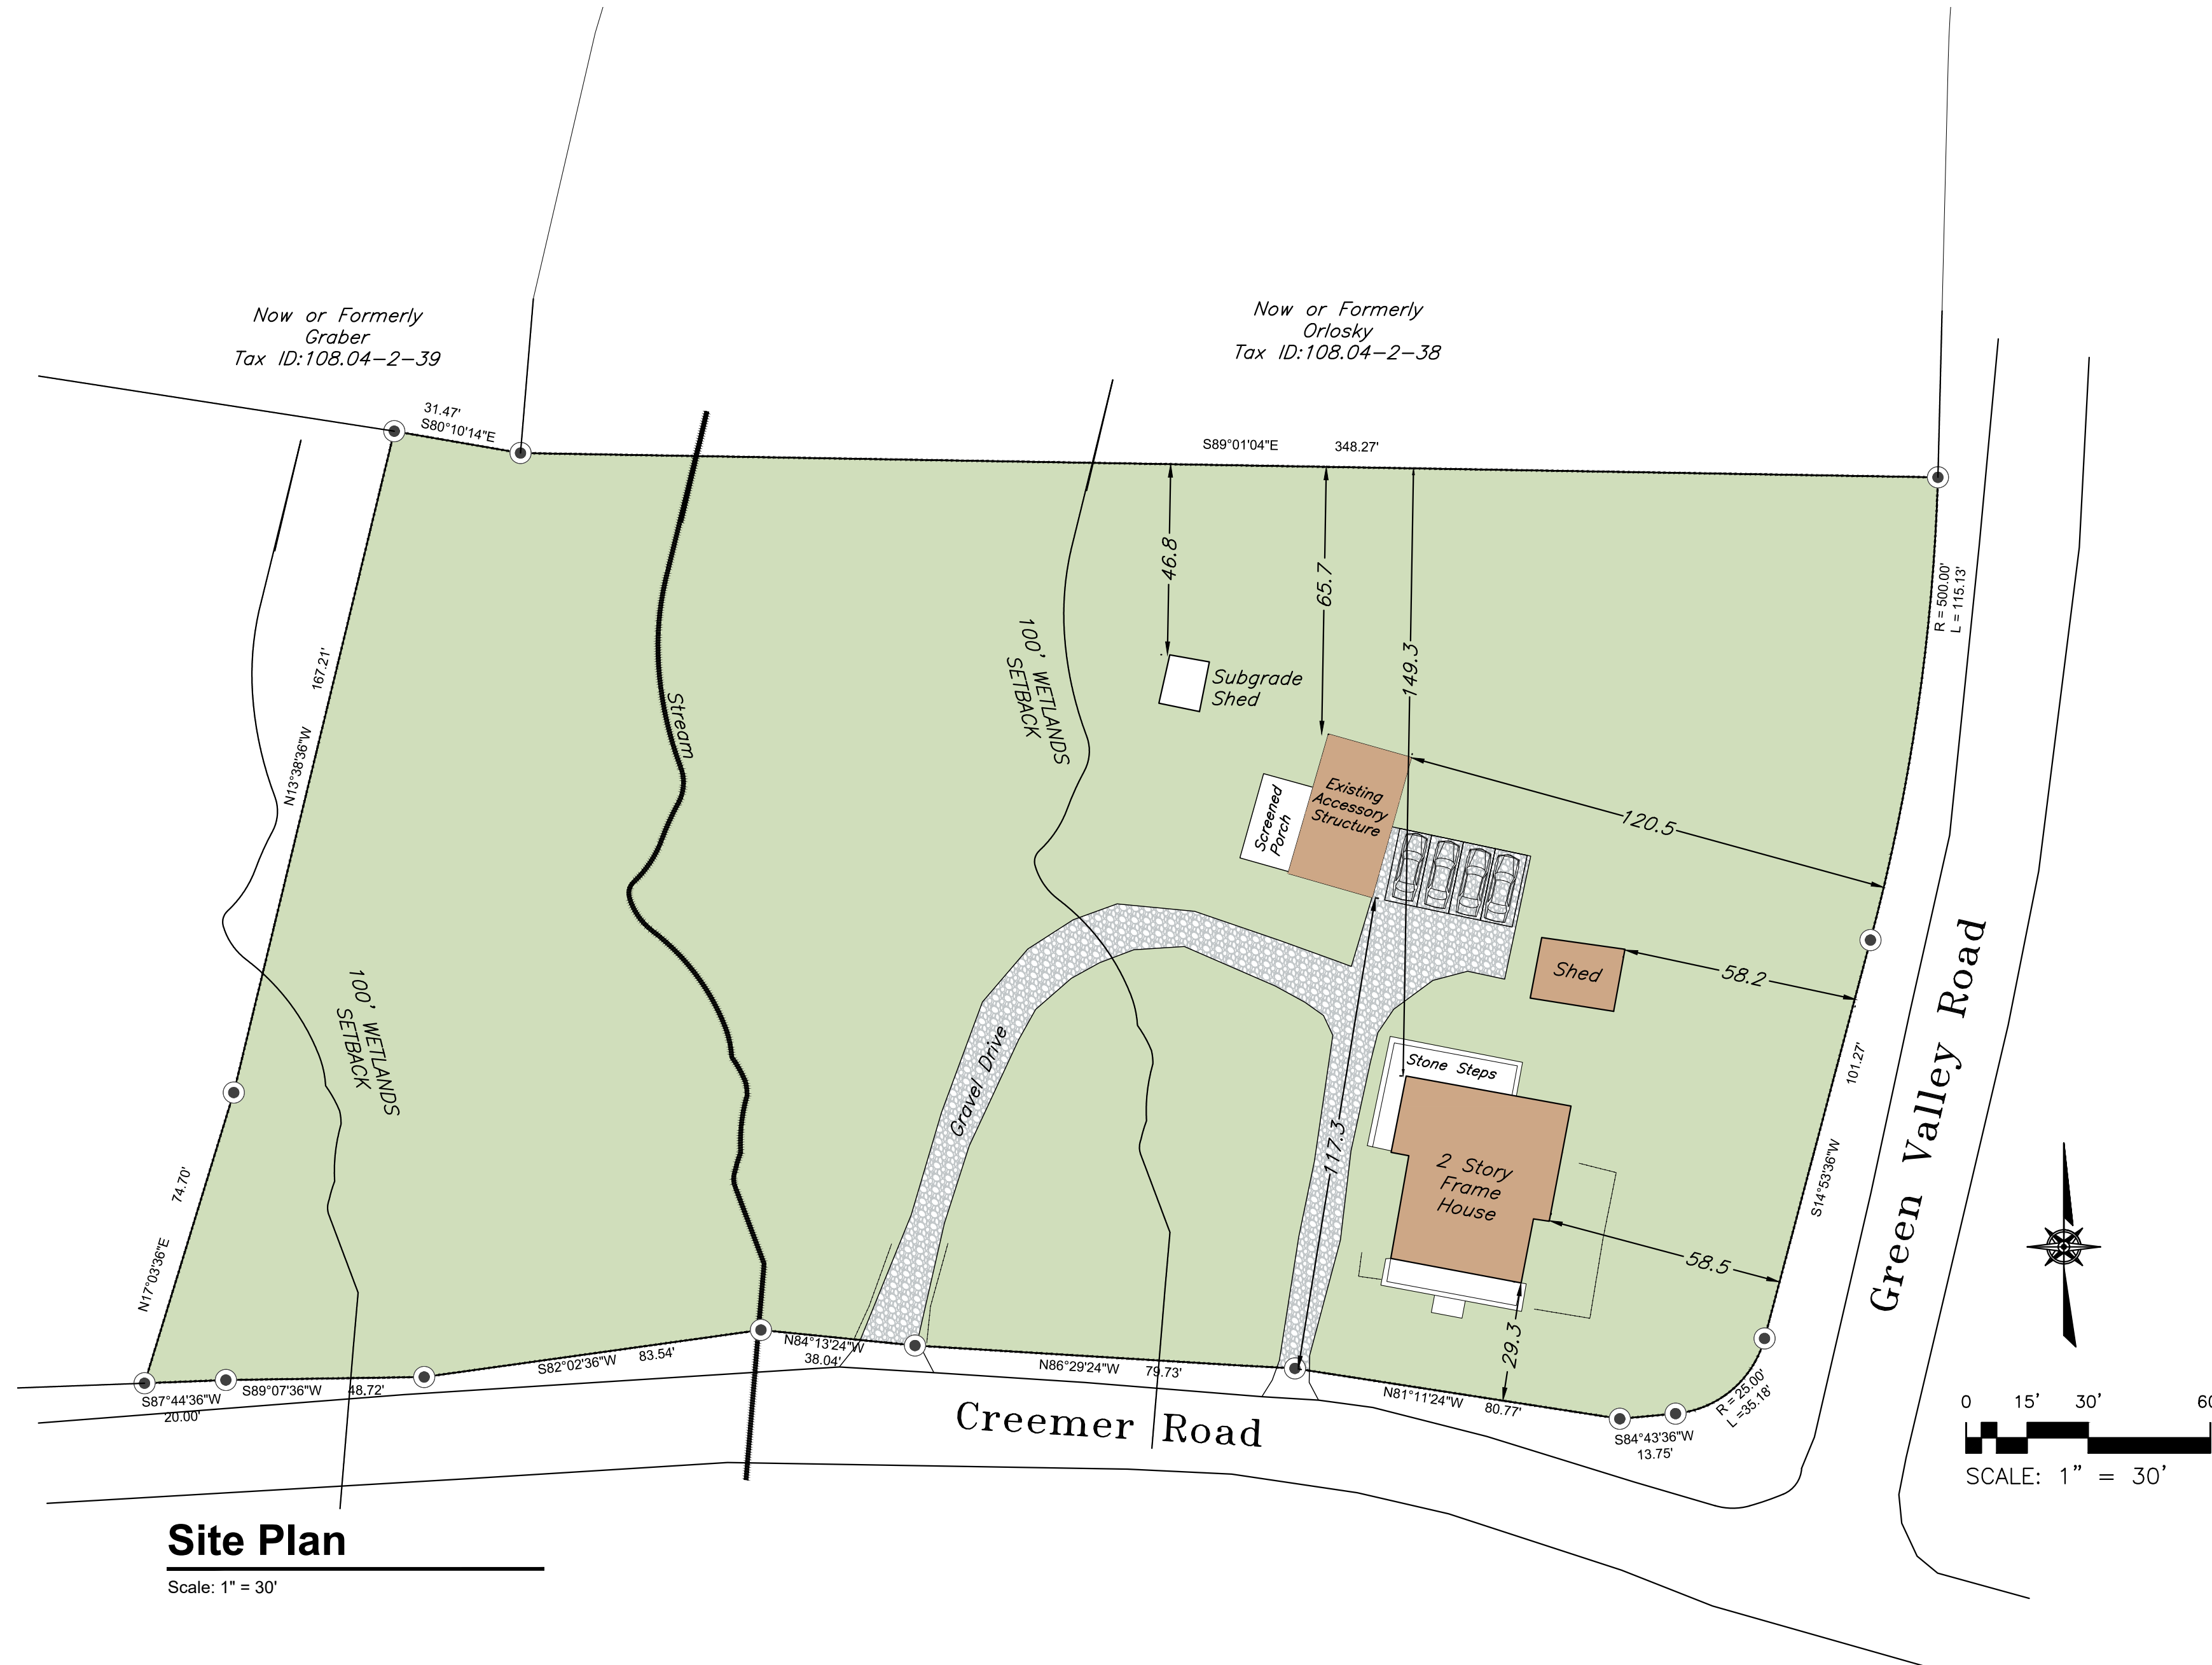 Now or Formerly
Graber
Tax ID:108.04-2-39
Now or Formerly
Orlosky
Tax ID:108.04-2-38
31.47'
S80°10'14"E
S89°01'04"E 348.27'
R = 500.00'
L = 115.13'
46.8
65.7
149.3
167.21'
N13°38'36"W
100' WETLANDS
SETBACK
Stream
Subgrade
Shed
Existing
Accessory
Structure
Screened
Porch
120.5
Shed
58.2
101.27'
S14°53'36"W
Green Valley Road
100' WETLANDS
SETBACK
Gravel Drive
Stone Steps
117.3
2 Story
Frame
House
58.5
29.3
74.70'
N17°03'36"E
S87°44'36"W
20.00'
S89°07'36"W 48.72'
S82°02'36"W 83.54'
N84°13'24"W
38.04'
N86°29'24"W 79.73'
N81°11'24"W 80.77'
S84°43'36"W
13.75'
R = 25.00'
L =35.18'
Creemer Road
0 15' 30' 60
SCALE: 1" = 30'
Site Plan
Scale: 1" = 30'